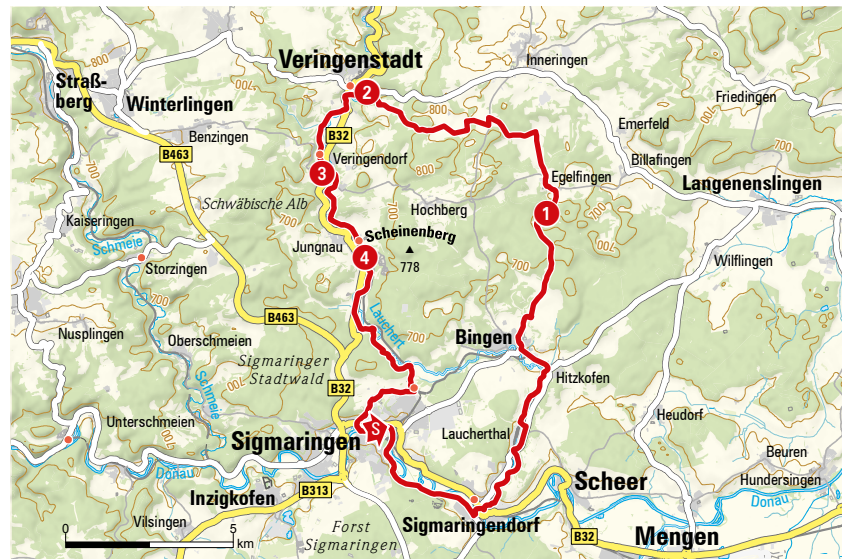 Veringenstadt
2
Inneringen
Friedingen
Straß-
berg
800
700
Winterlingen
Benzingen
B32
800
Emerfeld
Billafingen
B463
Veringendorf
3
800
Egelfingen
Langenenslingen
700
Schwäbische Alb
Hochberg
1
Kaiseringen
Schmeie
Jungnau
Scheinenberg
700
778
4
Storzingen
700
Wilflingen
Lauchert
B463
700
Bingen
Nusplingen
Oberschmeien
Sigmaringer
Stadtwald
B32
Hitzkofen
Schmeie
700
Unterschmeien
S
Sigmaringen
Laucherthal
Heudorf
Donau
Inzigkofen
B313
Scheer
Beuren
Hundersingen
Donau
Vilsingen
Forst
Sigmaringen
Sigmaringendorf
B32
Mengen
0
5
km